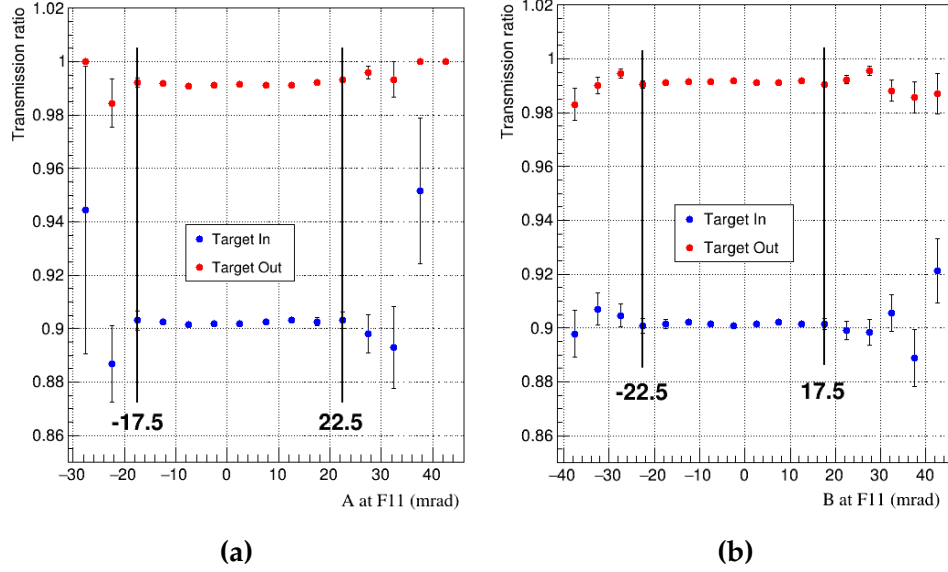 Transmission ratio
1.02
1
0.98
0.96
0.94
0.92
0.9
0.88
0.86
Target In
Target Out
-17.5
22.5
−30 −20 −10 0 10 20 30 40
A at F11 (mrad)
(a)
Transmission ratio
1.02
1
0.98
0.96
0.94
0.92
0.9
0.88
0.86
Target In
Target Out
-22.5
17.5
−40 −30 −20 −10 0 10 20 30 40
B at F11 (mrad)
(b)